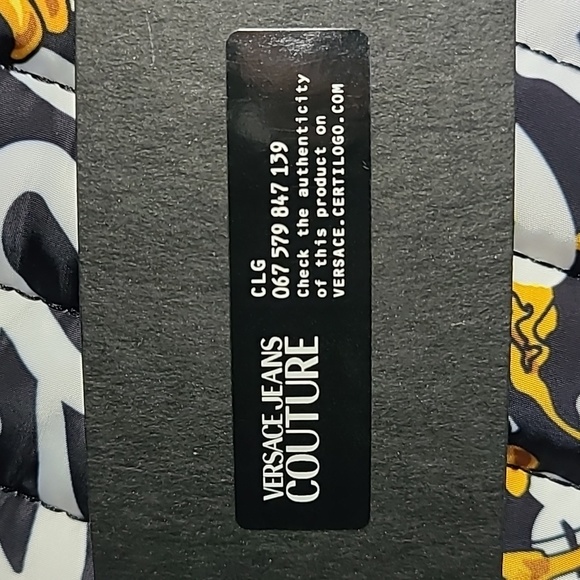 VERSACE JEANS
COUTURE
CLG
067 579 847 139
Check the authenticity
of this product on
VERSACE.CERTILOGO.COM